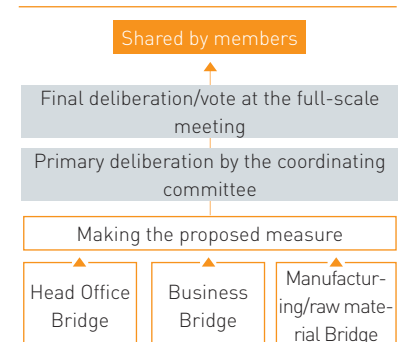 Shared by members
Final deliberation/vote at the full-scale
meeting
Primary deliberation by the coordinating
committee
Making the proposed measure
Head Office
Bridge
Business
Bridge
Manufactur-
ing/raw mate-
rial Bridge